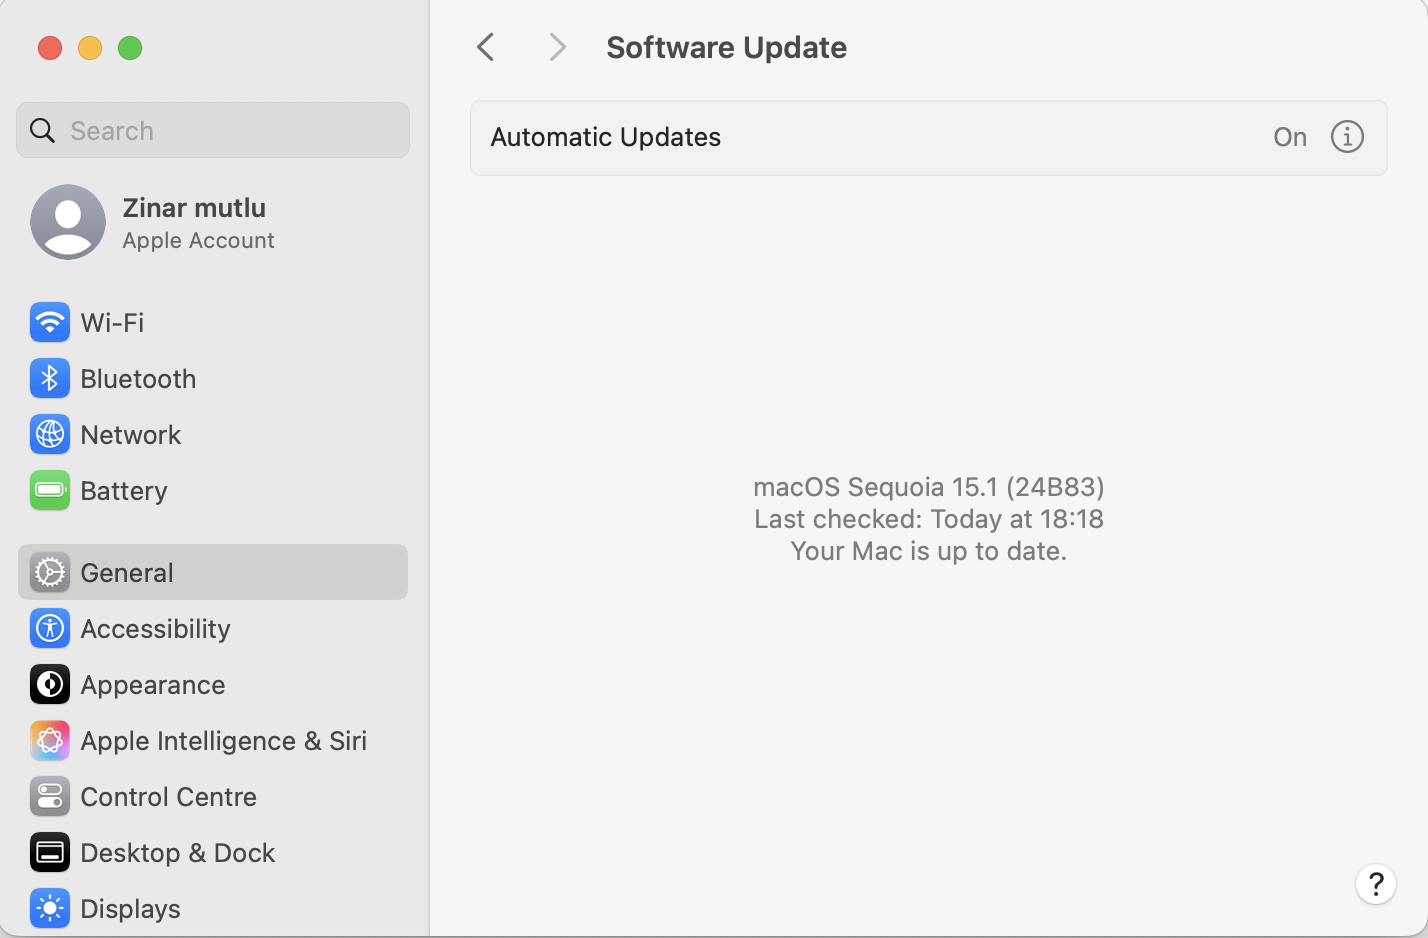 Software Update
Search
Automatic Updates
On
Zinar mutlu
Apple Account
Wi-Fi
Bluetooth
Network
Battery
General
Accessibility
Appearance
Apple Intelligence & Siri
Control Centre
Desktop & Dock
Displays
macOS Sequoia 15.1 (24B83)
Last checked: Today at 18:18
Your Mac is up to date.
?